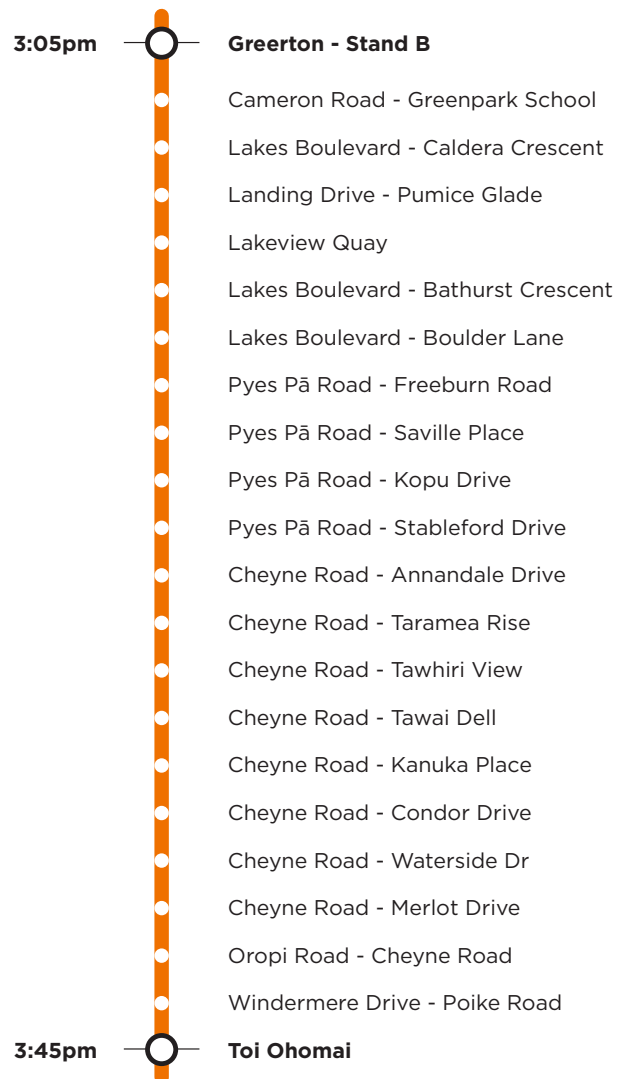 3:05pm Greerton - Stand B
Cameron Road - Greenpark School
Lakes Boulevard - Caldera Crescent
Landing Drive - Pumice Glade
Lakeview Quay
Lakes Boulevard - Bathurst Crescent
Lakes Boulevard - Boulder Lane
Pyes Pā Road - Freeburn Road
Pyes Pā Road - Saville Place
Pyes Pā Road - Kopu Drive
Pyes Pā Road - Stableford Drive
Cheyne Road - Annandale Drive
Cheyne Road - Taramea Rise
Cheyne Road - Tawhiri View
Cheyne Road - Tawai Dell
Cheyne Road - Kanuka Place
Cheyne Road - Condor Drive
Cheyne Road - Waterside Dr
Cheyne Road - Merlot Drive
Oropi Road - Cheyne Road
Windermere Drive - Poike Road
3:45pm Toi Ohomai